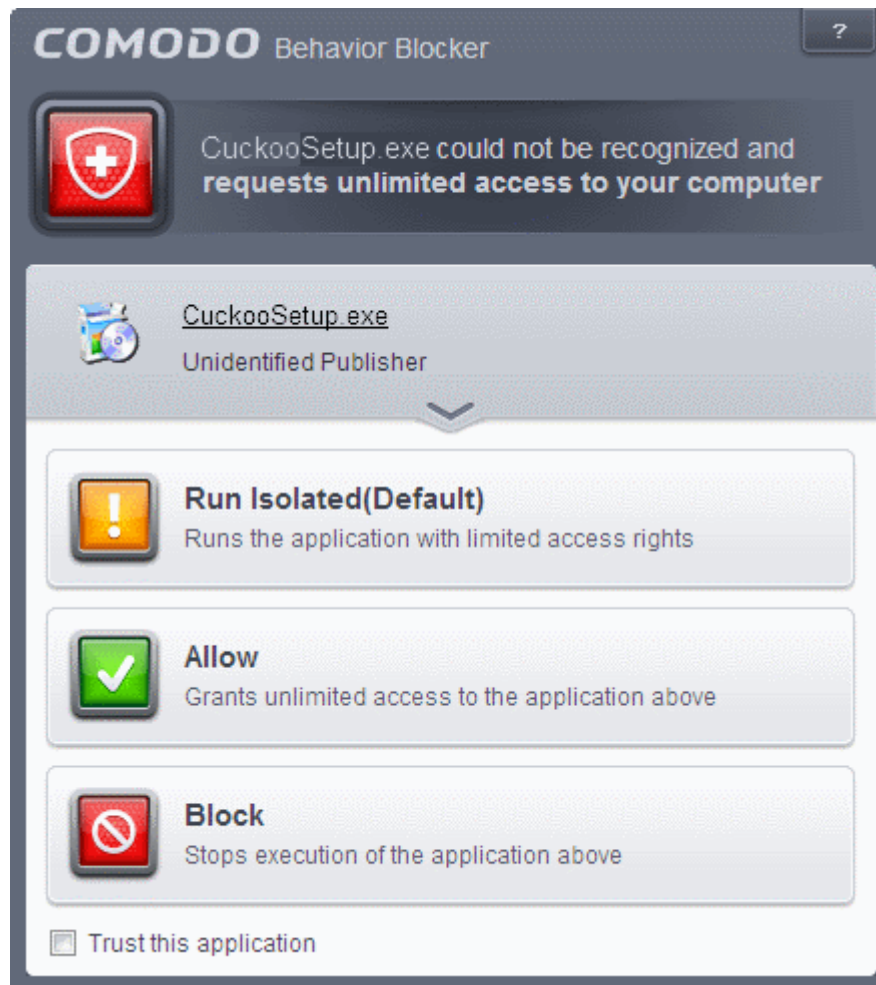 COMODO Behavior Blocker
?
CuckooSetup.exe could not be recognized and
requests unlimited access to your computer
CuckooSetup.exe
Unidentified Publisher
Run Isolated(Default)
Runs the application with limited access rights
Allow
Grants unlimited access to the application above
Block
Stops execution of the application above
Trust this application